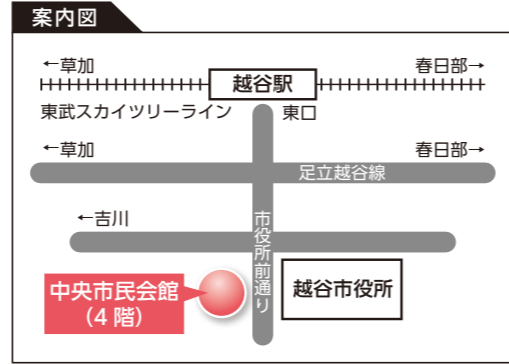 案内図
←草加
春日部→
越谷駅
東武スカイツリーライン
東口
←草加
春日部→
足立越谷線
←吉川
市役所前通り
中央市民会館
（4 階）
越谷市役所